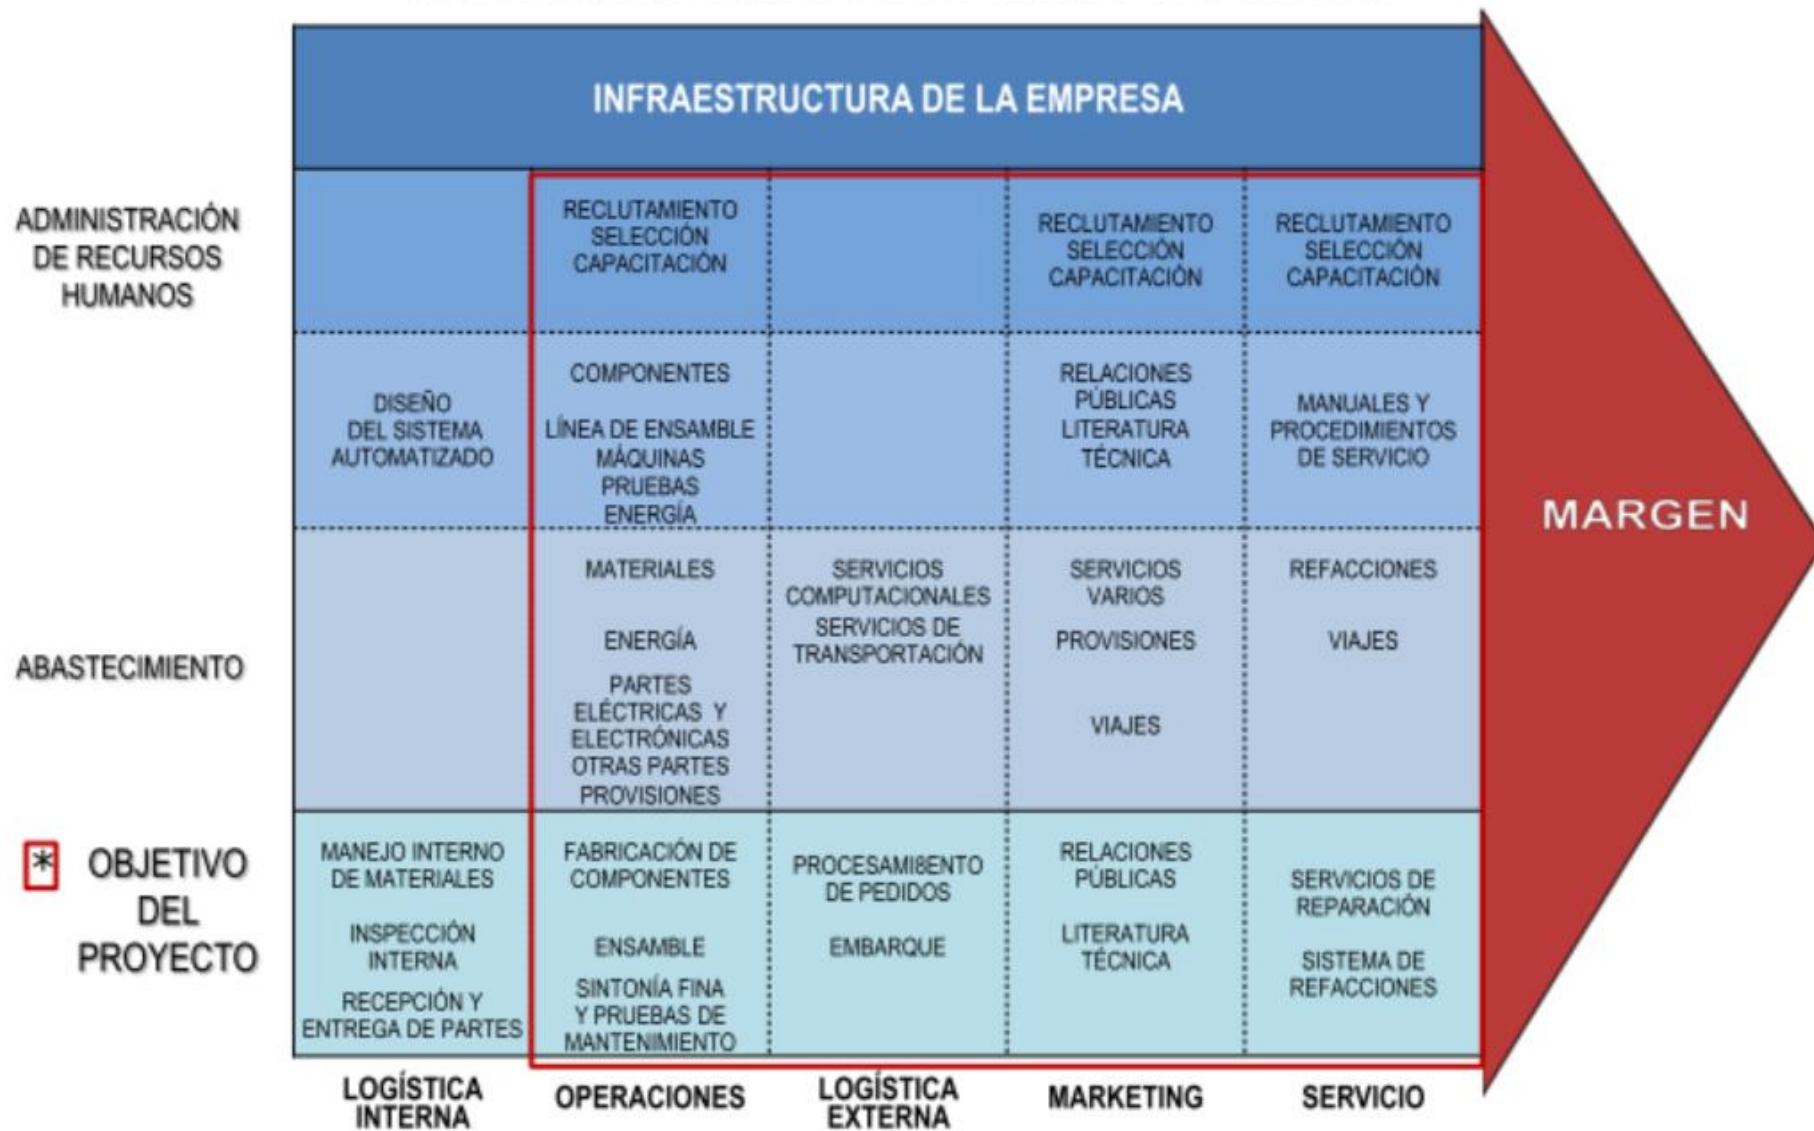 INFRAESTRUCTURA DE LA EMPRESA
ADMINISTRACIÓN
DE RECURSOS
HUMANOS
RECLUTAMIENTO
SELECCIÓN
CAPACITACIÓN
RECLUTAMIENTO
SELECCIÓN
CAPACITACIÓN
RECLUTAMIENTO
SELECCIÓN
CAPACITACIÓN
DISEÑO
DEL SISTEMA
AUTOMATIZADO
COMPONENTES
LÍNEA DE ENSAMBLE
MÁQUINAS
PRUEBAS
ENERGÍA
RELACIONES
PÚBLICAS
LITERATURA
TÉCNICA
MANUALES Y
PROCEDIMIENTOS
DE SERVICIO
MARGEN
ABASTECIMIENTO
MATERIALES
ENERGÍA
PARTES
ELÉCTRICAS Y
ELECTRÓNICAS
OTRAS PARTES
PROVISIONES
SERVICIOS
COMPUTACIONALES
SERVICIOS DE
TRANSPORTACIÓN
SERVICIOS
VARIOS
PROVISIONES
VIAJES
REFACCIONES
VIAJES
* OBJETIVO
DEL
PROYECTO
MANEJO INTERNO
DE MATERIALES
INSPECCIÓN
INTERNA
RECEPCIÓN Y
ENTREGA DE PARTES
FABRICACIÓN DE
COMPONENTES
ENSAMBLE
SINTONÍA FINA
Y PRUEBAS DE
MANTENIMIENTO
PROCESAMI8ENTO
DE PEDIDOS
EMBARQUE
RELACIONES
PÚBLICAS
LITERATURA
TÉCNICA
SERVICIOS DE
REPARACIÓN
SISTEMA DE
REFACCIONES
LOGÍSTICA
INTERNA
OPERACIONES
LOGÍSTICA
EXTERNA
MARKETING
SERVICIO